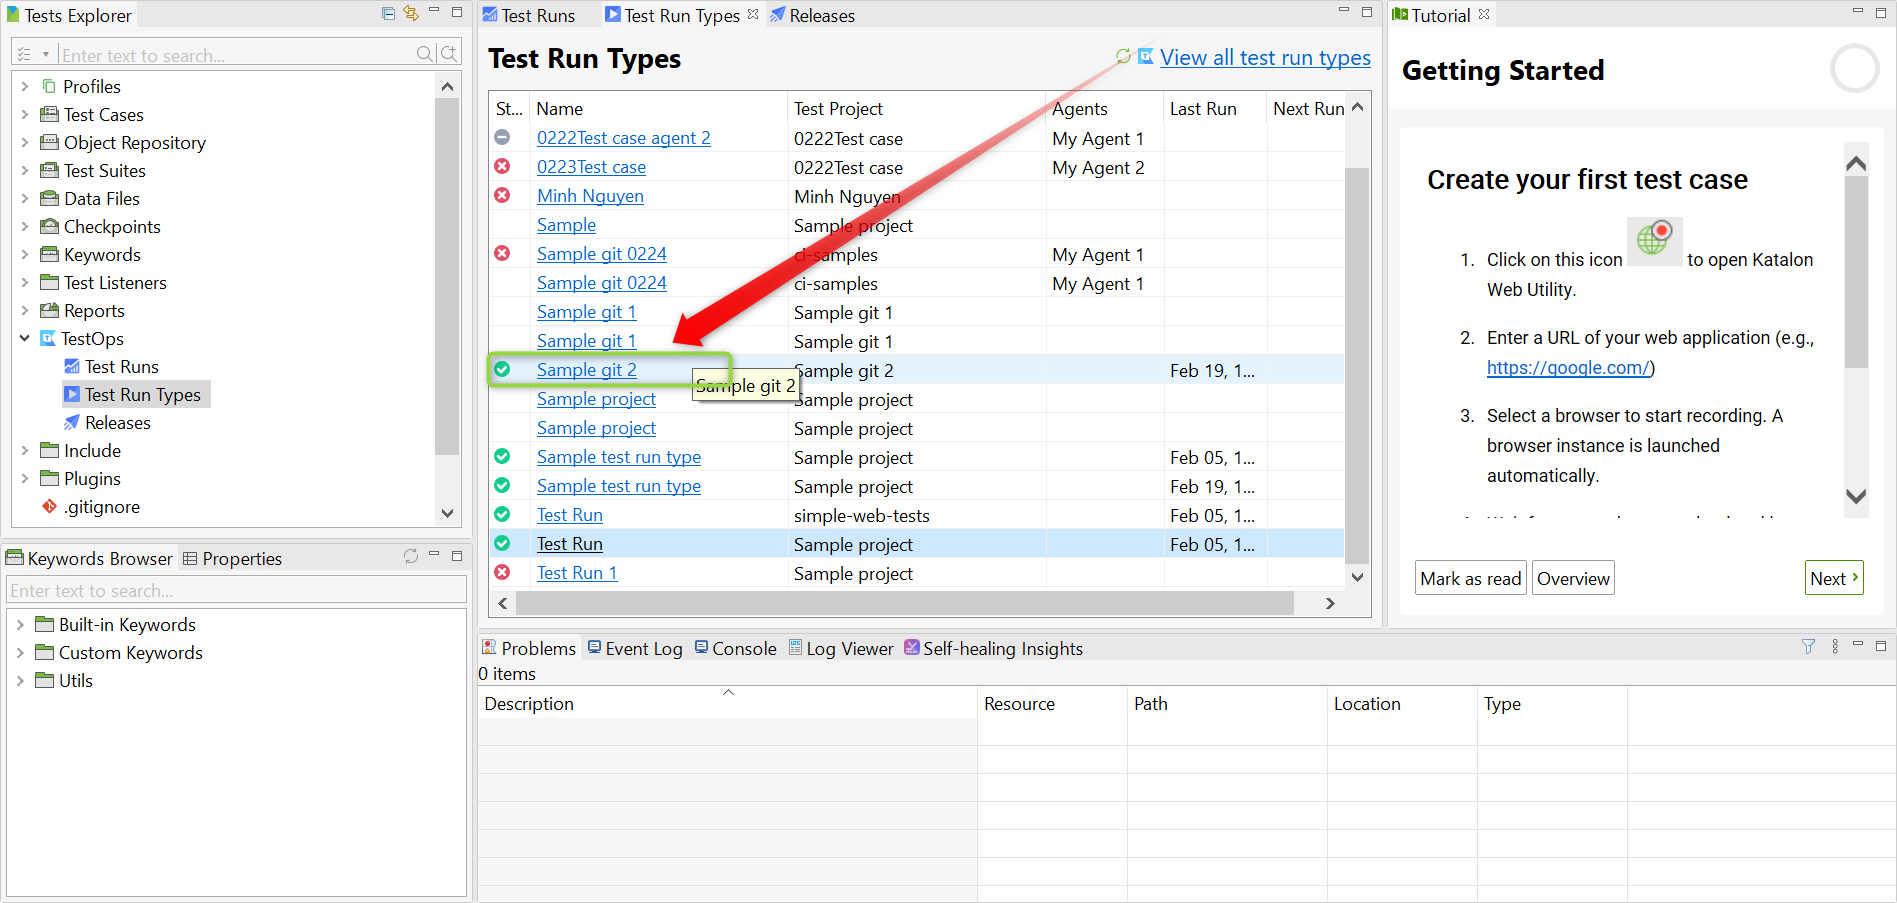 Tests Explorer
Enter text to search...
Profiles
Test Cases
Object Repository
Test Suites
Data Files
Checkpoints
Keywords
Test Listeners
Reports
TestOps
Test Runs
Test Run Types
Releases
Include
Plugins
.gitignore
Keywords Browser
Properties
Enter text to search...
Built-in Keywords
Custom Keywords
Utils
Test Runs
Test Run Types
Releases
Test Run Types
View all test run types
St... Name Test Project Agents Last Run Next Run
0222Test case agent 2 0222Test case My Agent 1
0223Test case 0222Test case My Agent 2
Minh Nguyen Minh Nguyen
Sample Sample project
Sample git 0224 ci-samples My Agent 1
Sample git 0224 ci-samples My Agent 1
Sample git 1 Sample git 1
Sample git 1 Sample git 1
Sample git 2 Sample git 2 Feb 19, 1...
Sample git 2
Sample project Sample project
Sample project Sample project
Sample test run type Sample project Feb 05, 1...
Sample test run type Sample project Feb 19, 1...
Test Run simple-web-tests Feb 05, 1...
Test Run Sample project Feb 05, 1...
Test Run 1 Sample project
Tutorial
Getting Started
Create your first test case
1. Click on this icon to open Katalon
Web Utility.
2. Enter a URL of your web application (e.g.,
https://google.com/)
3. Select a browser to start recording. A
browser instance is launched
automatically.
Mark as read
Overview
Next
Problems
Event Log
Console
Log Viewer
Self-healing Insights
0 items
Description Resource Path Location Type